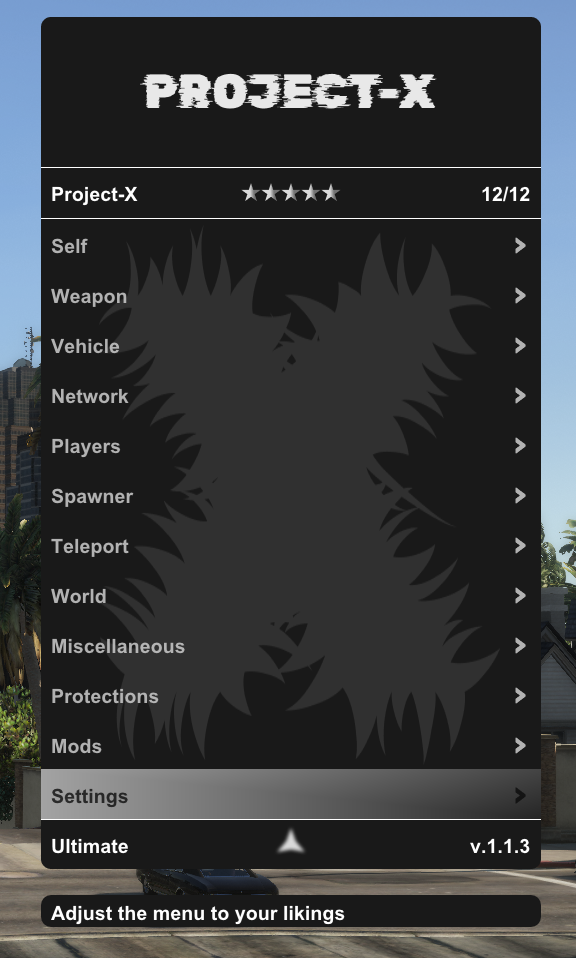 PROJECT-X
Project-X 12/12
Self
Weapon
Vehicle
Network
Players
Spawner
Teleport
World
Miscellaneous
Protections
Mods
Settings
Ultimate v.1.1.3
Adjust the menu to your likings